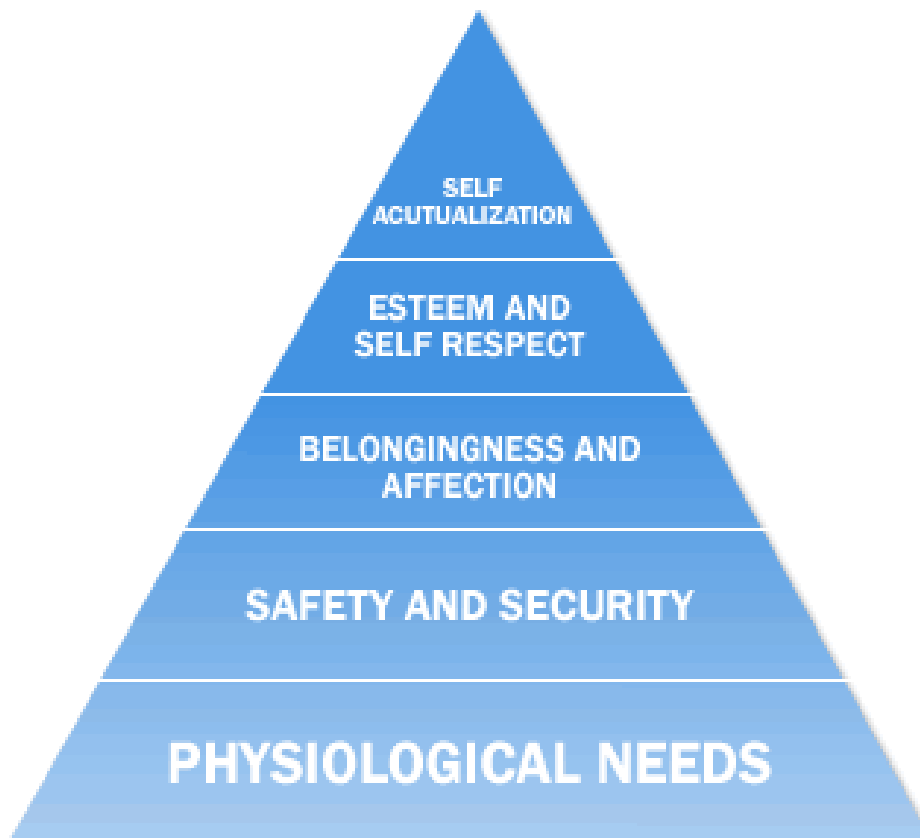 SELF
ACUTUALIZATION
ESTEEM AND
SELF RESPECT
BELONGINGNESS AND
AFFECTION
SAFETY AND SECURITY
PHYSIOLOGICAL NEEDS